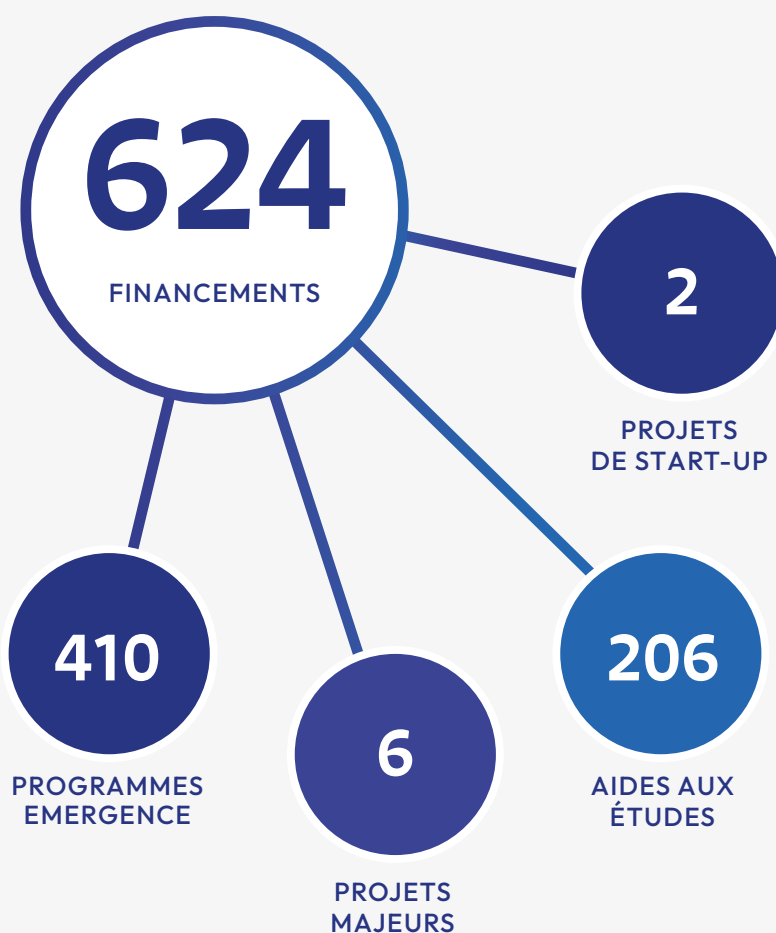 624
FINANCEMENTS
2
PROJETS
DE START-UP
410
PROGRAMMES
EMERGENCE
6
PROJETS
MAJEURS
206
AIDES AUX
ÉTUDES